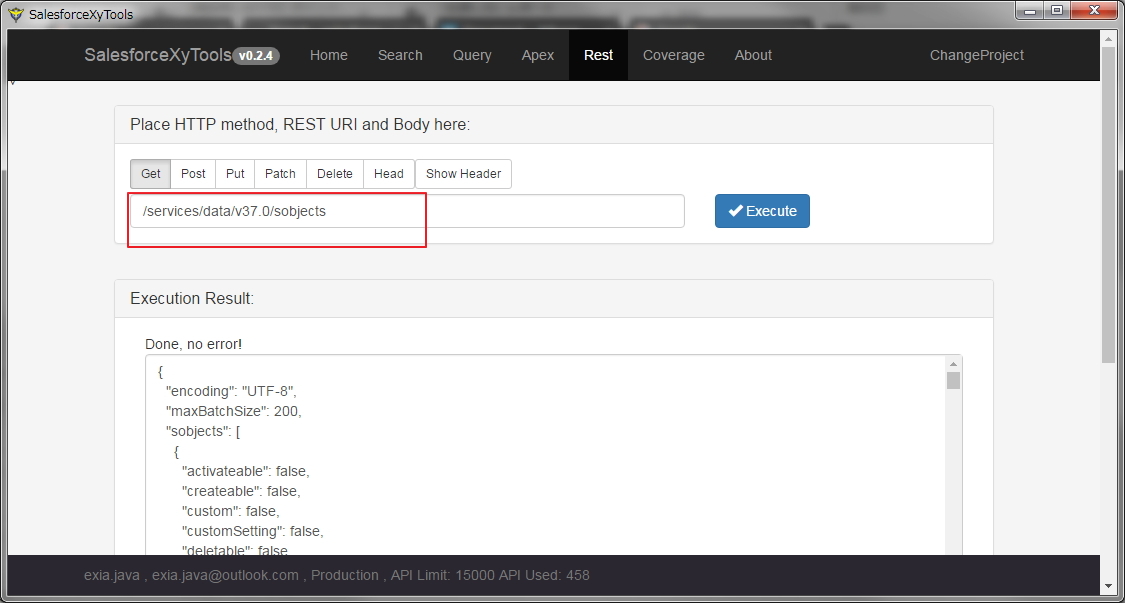 SalesforceXyTools
SalesforceXyTools v0.2.4 Home Search Query Apex Rest Coverage About ChangeProject
Place HTTP method, REST URI and Body here:
Get Post Put Patch Delete Head Show Header
/services/data/v37.0/sobjects Execute
Execution Result:
Done, no error!
{
"encoding": "UTF-8",
"maxBatchSize": 200,
"sobjects": [
{
"activateable": false,
"createable": false,
"custom": false,
"customSetting": false,
"deletable": false
exia.java , exia.java@outlook.com , Production , API Limit: 15000 API Used: 458